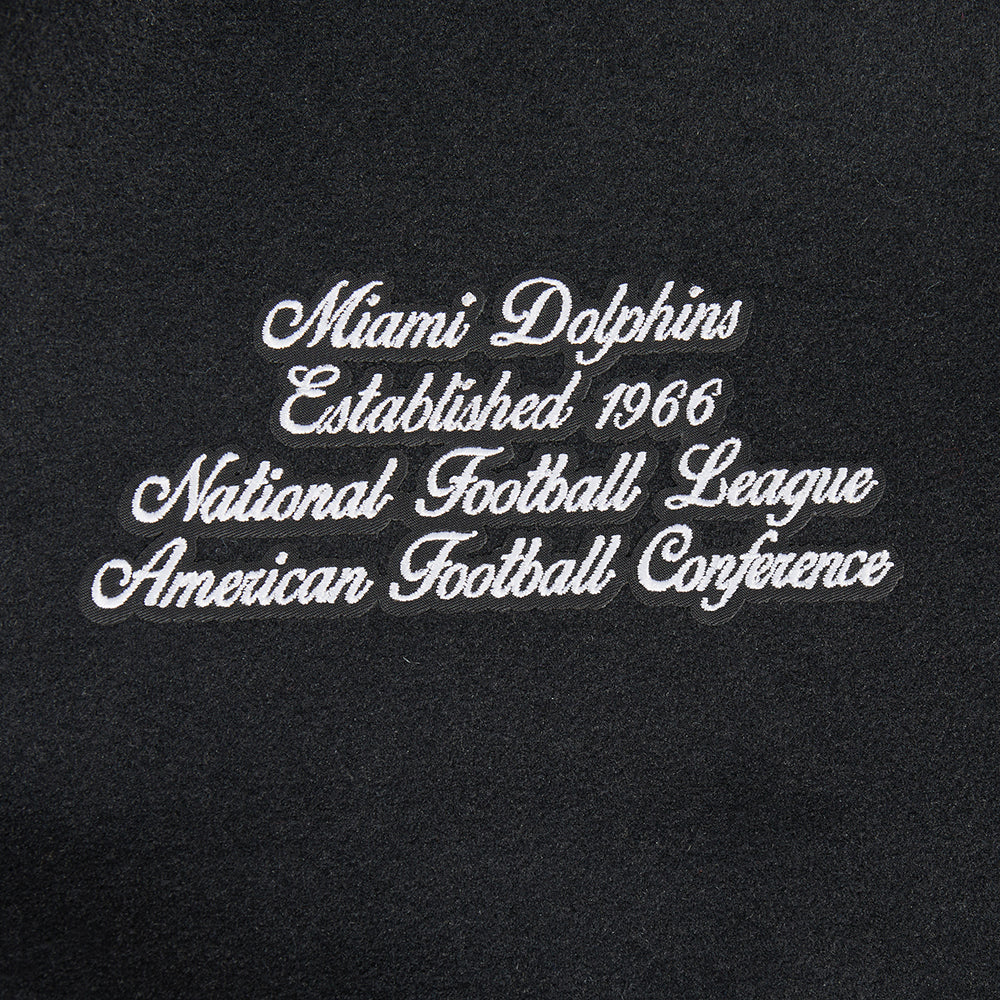 Miami Dolphins
Established 1966
National Football League
American Football Conference